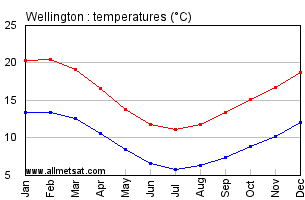 Wellington : temperatures (°C)
25
20
15
10
5
www.allmetsat.com
Jan
Feb
Mar
Apr
May
Jun
Jul
Aug
Sep
Oct
Nov
Dec